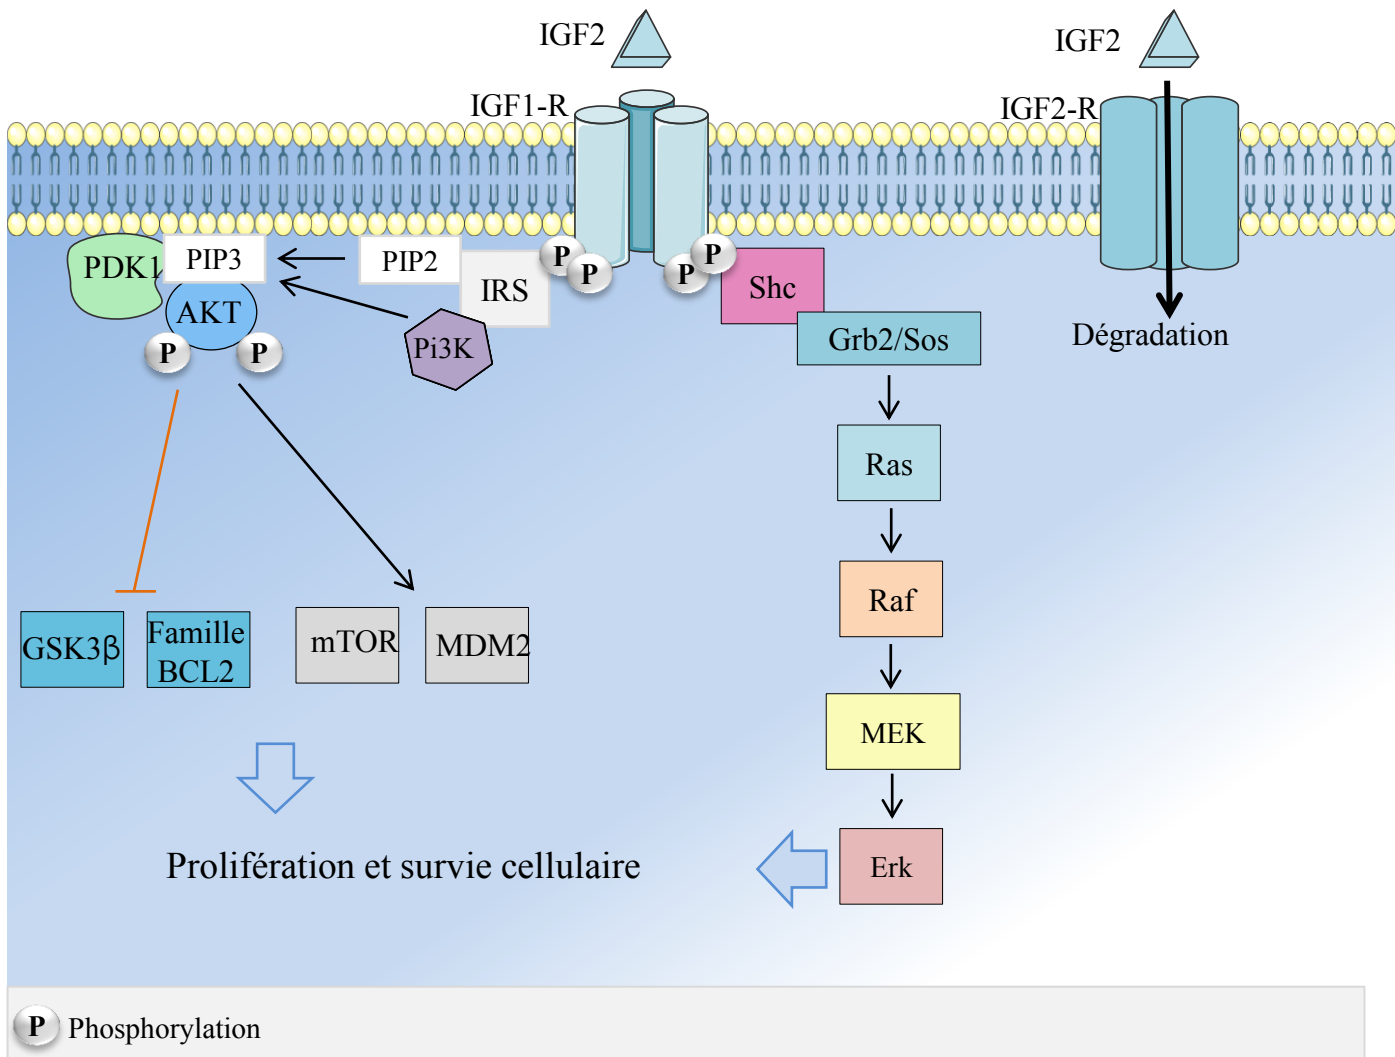 IGF2
IGF2
IGF1-R
IGF2-R
P
P
P
P
PDK1
PIP3
PIP2
IRS
Shc
AKT
Pi3K
Grb2/Sos
Dégradation
P
P
Ras
Raf
GSK3β
Famille
BCL2
mTOR
MDM2
MEK
Prolifération et survie cellulaire
Erk
P Phosphorylation